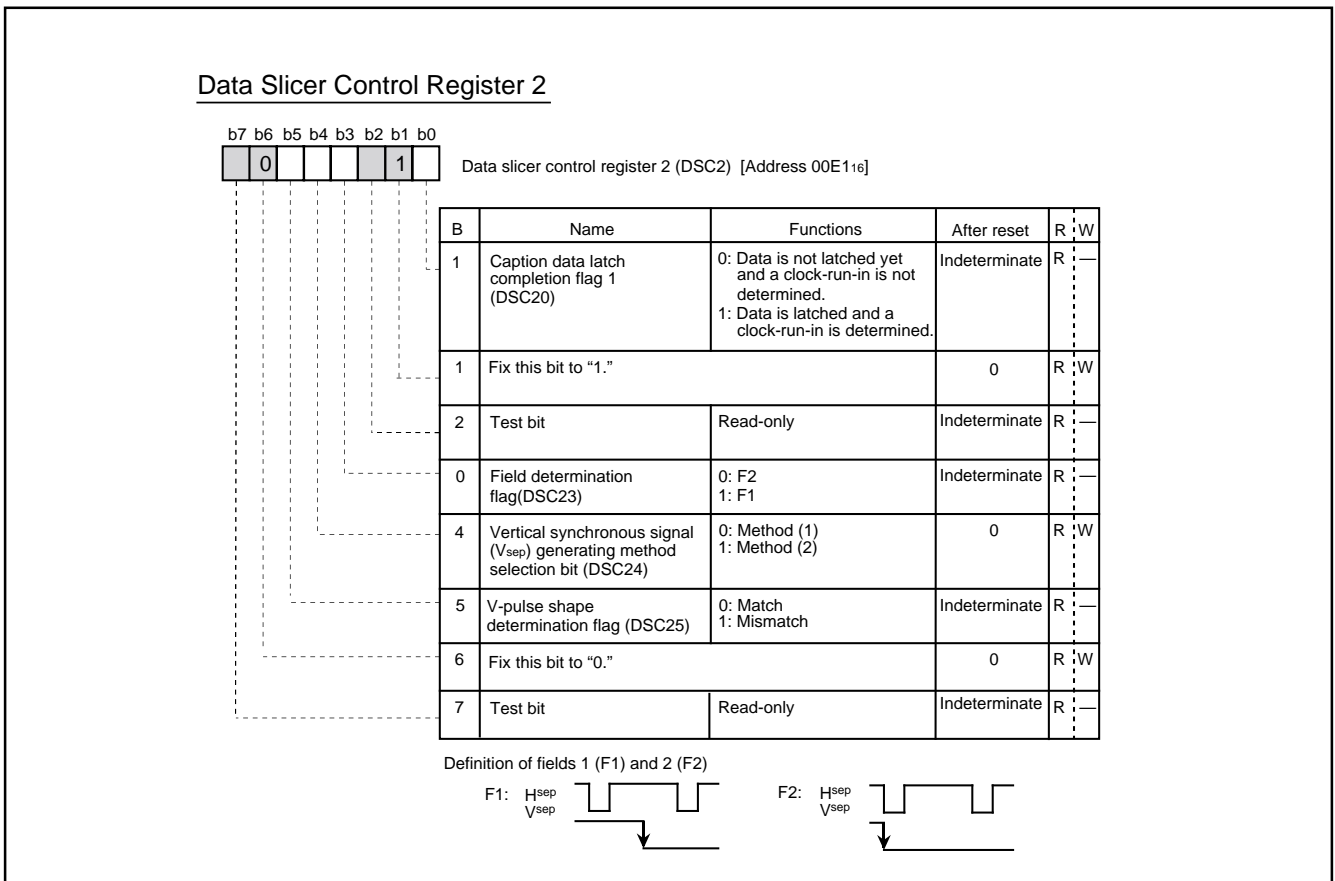 Data Slicer Control Register 2
b7 b6 b5 b4 b3 b2 b1 b0
0 1
Data slicer control register 2 (DSC2) [Address 00E116]
B Name Functions After reset R W
1 Caption data latch completion flag 1 (DSC20) 0: Data is not latched yet and a clock-run-in is not determined. 1: Data is latched and a clock-run-in is determined. Indeterminate R —
1 Fix this bit to “1.” 0 R W
2 Test bit Read-only Indeterminate R —
0 Field determination flag(DSC23) 0: F2 1: F1 Indeterminate R —
4 Vertical synchronous signal (Vsep) generating method selection bit (DSC24) 0: Method (1) 1: Method (2) 0 R W
5 V-pulse shape determination flag (DSC25) 0: Match 1: Mismatch Indeterminate R —
6 Fix this bit to “0.” 0 R W
7 Test bit Read-only Indeterminate R —
Definition of fields 1 (F1) and 2 (F2)
F1: Hsep
Vsep
F2: Hsep
Vsep